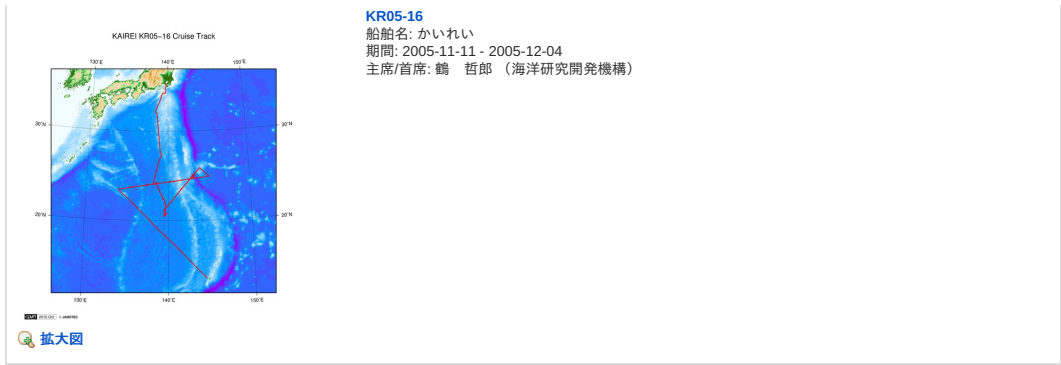 KR05-16
船舶名: かいれい
期間: 2005-11-11 - 2005-12-04
主席/首席: 鶴　哲郎 （海洋研究開発機構）
KAIREI KR05−16 Cruise Track
130˚E 140˚E 150˚E
30˚N 30˚N
20˚N 20˚N
130˚E 140˚E 150˚E
拡大図